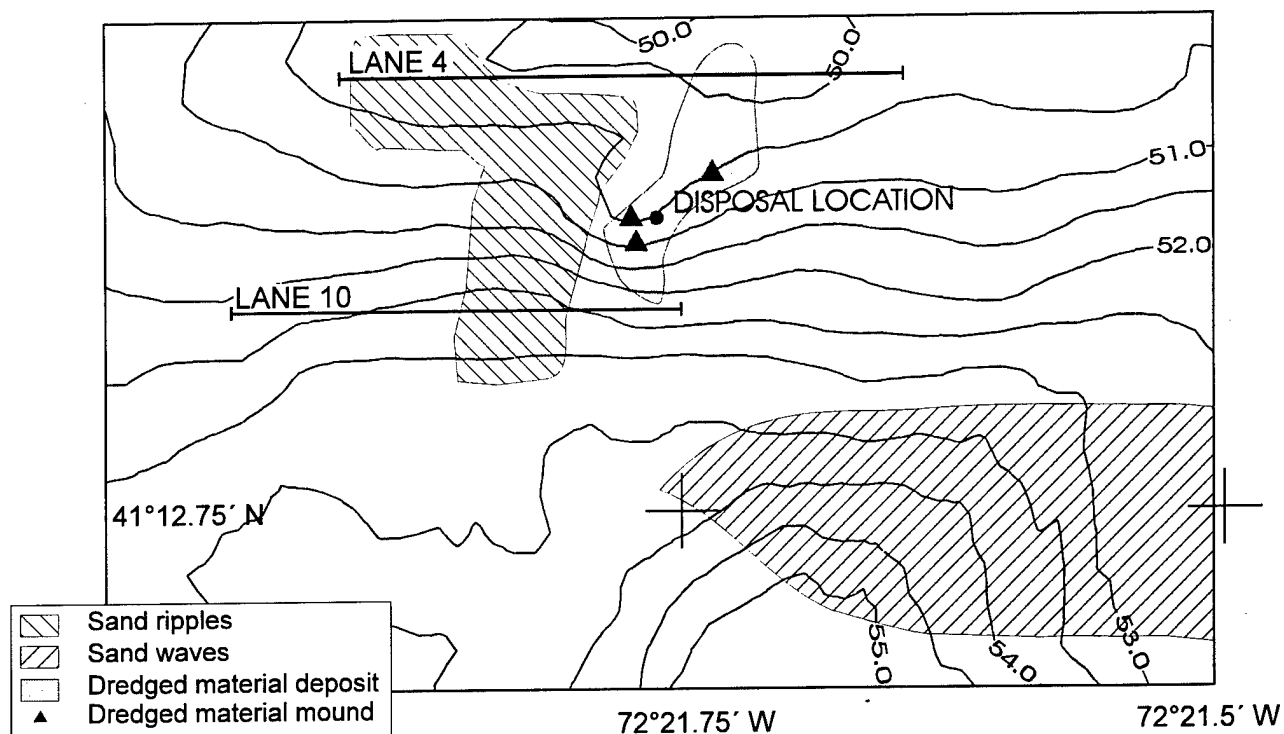 50.0
LANE 4
50.0
51.0
DISPOSAL LOCATION
52.0
LANE 10
41°12.75´ N
Sand ripples
Sand waves
Dredged material deposit
Dredged material mound
55.0
54.0
53.0
72°21.75´ W
72°21.5´ W